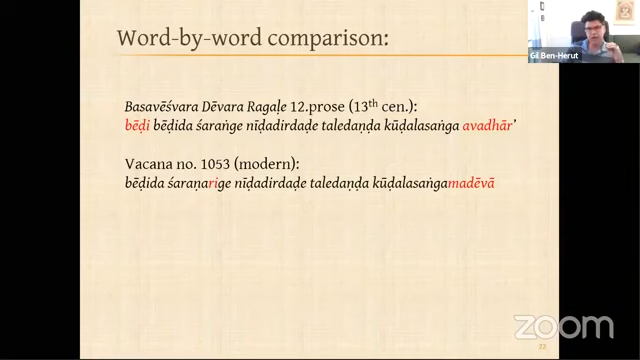 Word-by-word comparison:
Gil Ben-Herut
Basavēśvara Dēvara Ragaḷe 12.prose (13th cen.):
bēḍi bēḍida śaraṅge nīḍadirdaḍe taledaṇḍa kūḍalasaṅga avadhār’
Vacana no. 1053 (modern):
bēḍida śaraṇarige nīḍadirdaḍe taledaṇḍa kūḍalasaṅgamadēvā
zoom
72